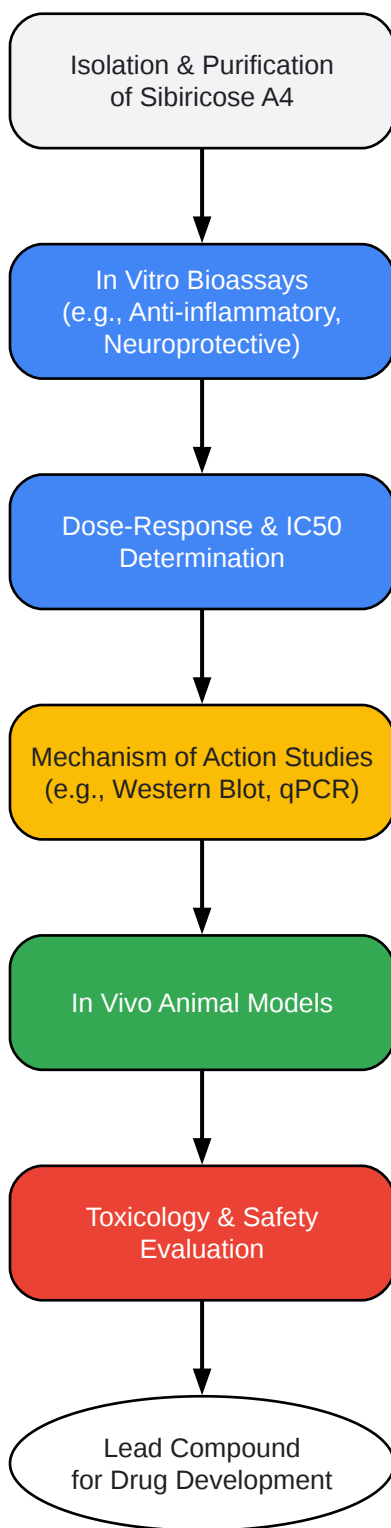 Isolation & Purification
of Sibiricose A4
In Vitro Bioassays
(e.g., Anti-inflammatory,
Neuroprotective)
Dose-Response & IC50
Determination
Mechanism of Action Studies
(e.g., Western Blot, qPCR)
In Vivo Animal Models
Toxicology & Safety
Evaluation
Lead Compound
for Drug Development